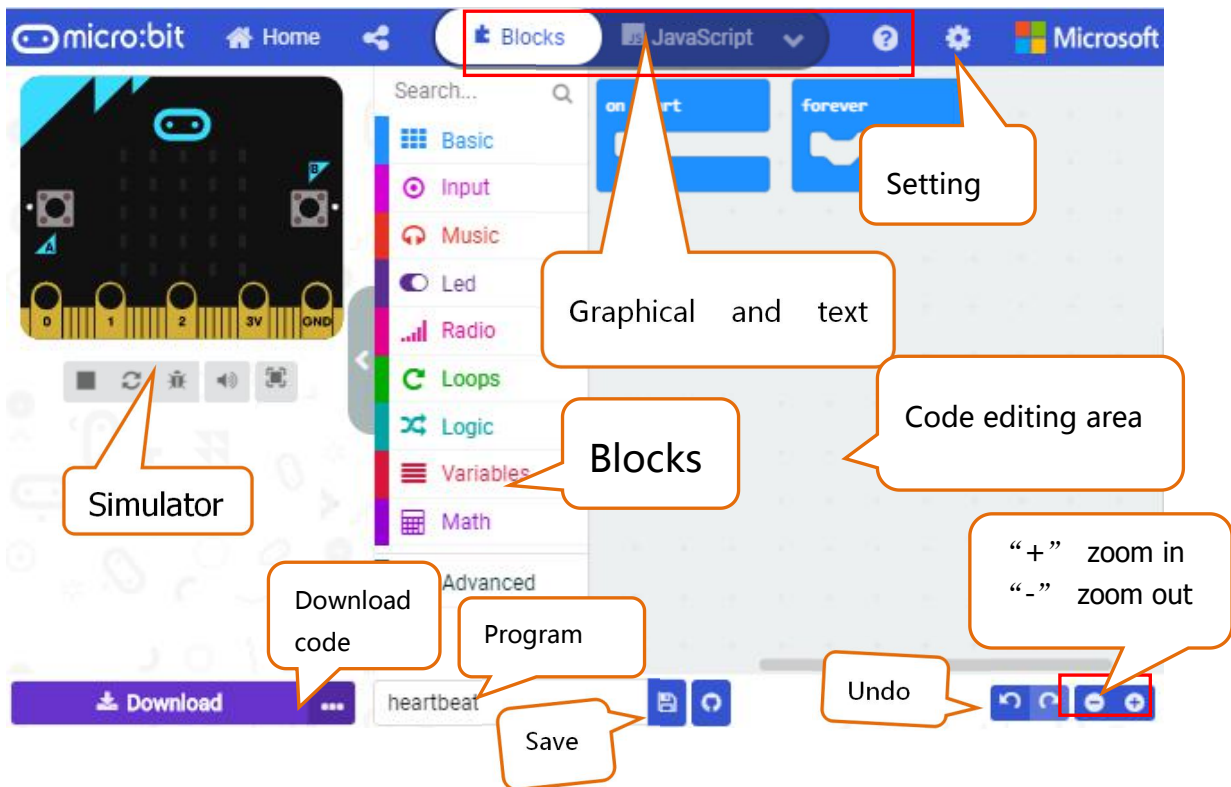 micro:bit Home Blocks JavaScript ? Microsoft
Search...
Basic
Input
Music
Led
Radio
Loops
Logic
Variables
Math
Advanced
forever
Setting
Graphical and text
Code editing area
Blocks
Simulator
B
A
0 1 2 3V GND
“+” zoom in
“-” zoom out
Download
code
Program
Undo
Download ...
heartbeat
Save